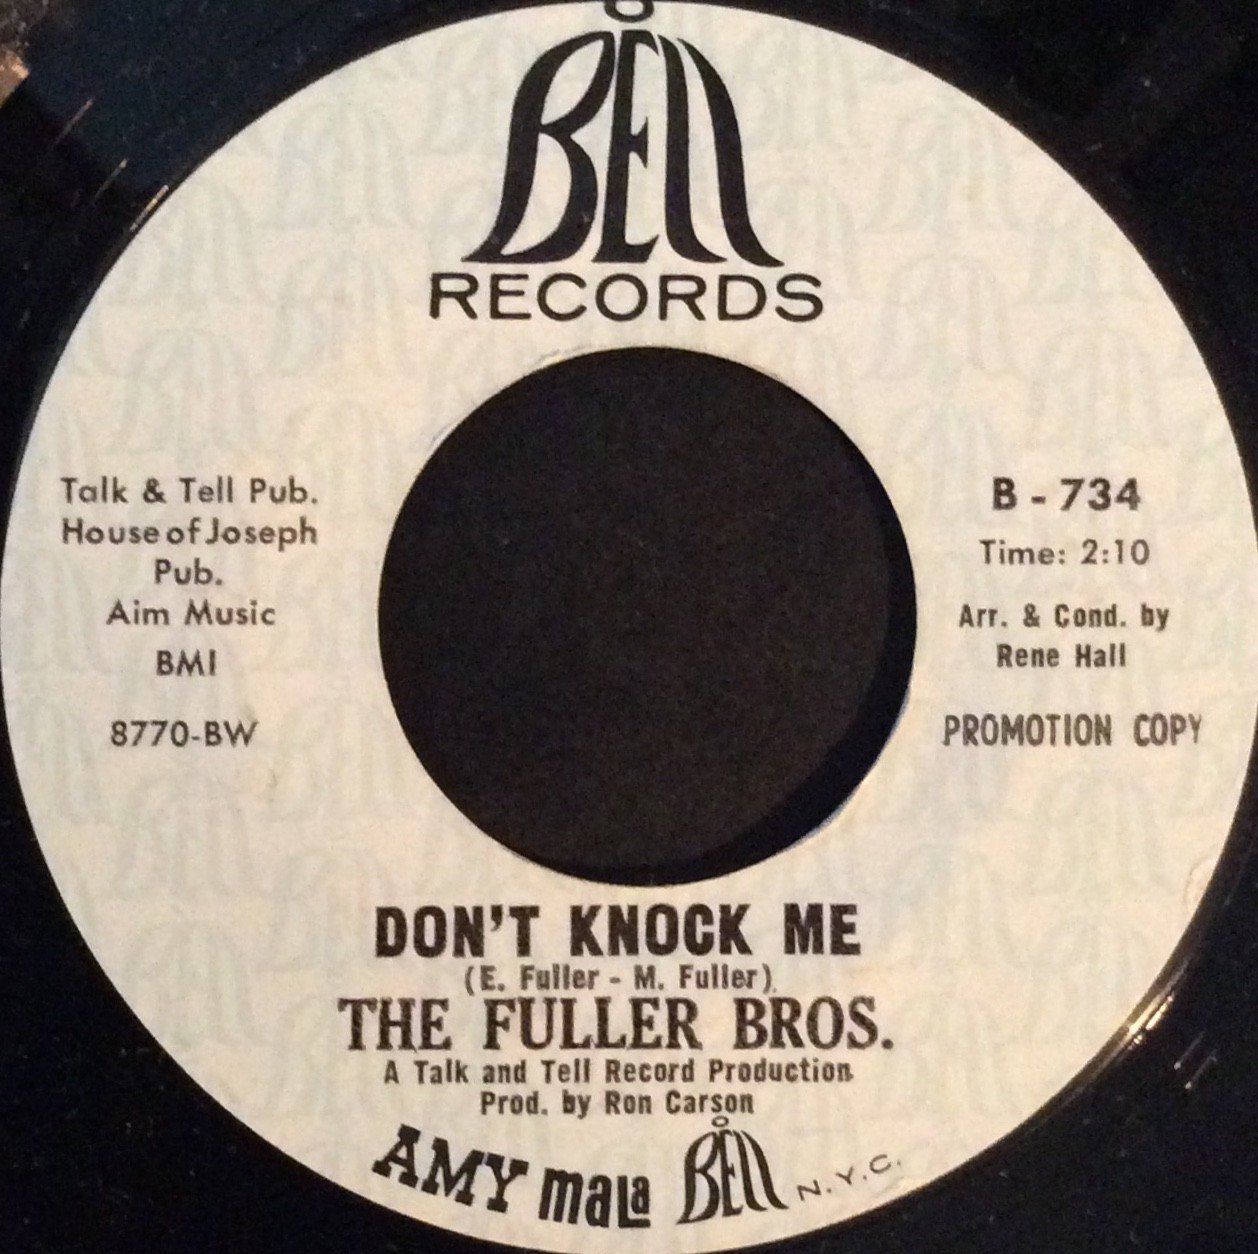 BELL
RECORDS
Talk & Tell Pub.
House of Joseph
Pub.
Aim Music
BMI
8770-BW
B - 734
Time: 2:10
Arr. & Cond. by
Rene Hall
PROMOTION COPY
DON'T KNOCK ME
(E. Fuller - M. Fuller)
THE FULLER BROS.
A Talk and Tell Record Production
Prod. by Ron Carson
AMY mala BELL N.Y.C.